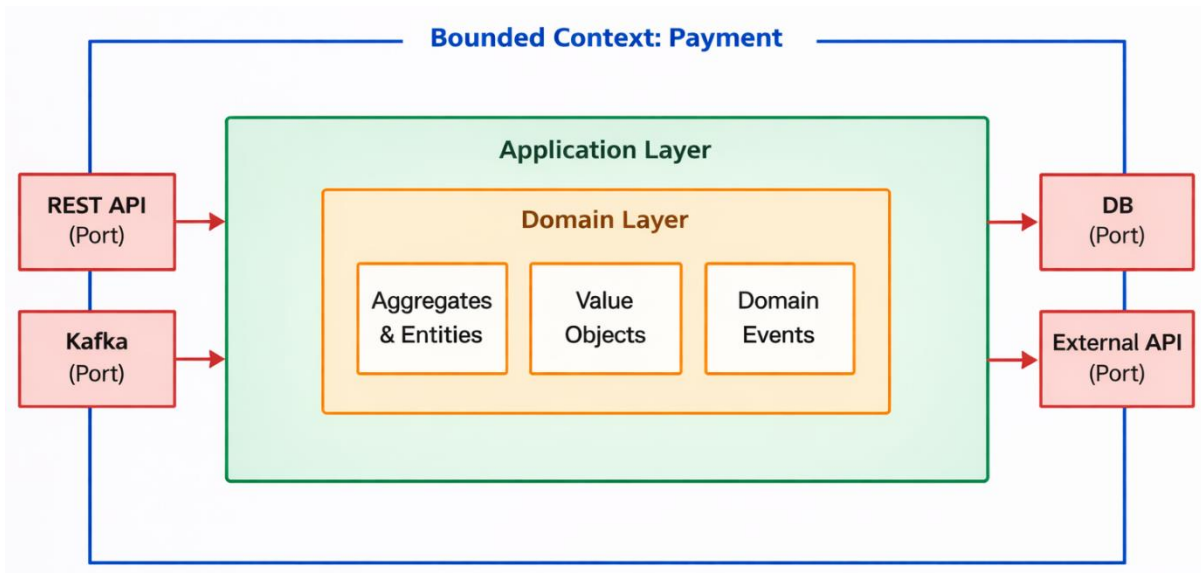 Bounded Context: Payment
Application Layer
Domain Layer
REST API
(Port)
Kafka
(Port)
Aggregates
& Entities
Value
Objects
Domain
Events
DB
(Port)
External API
(Port)